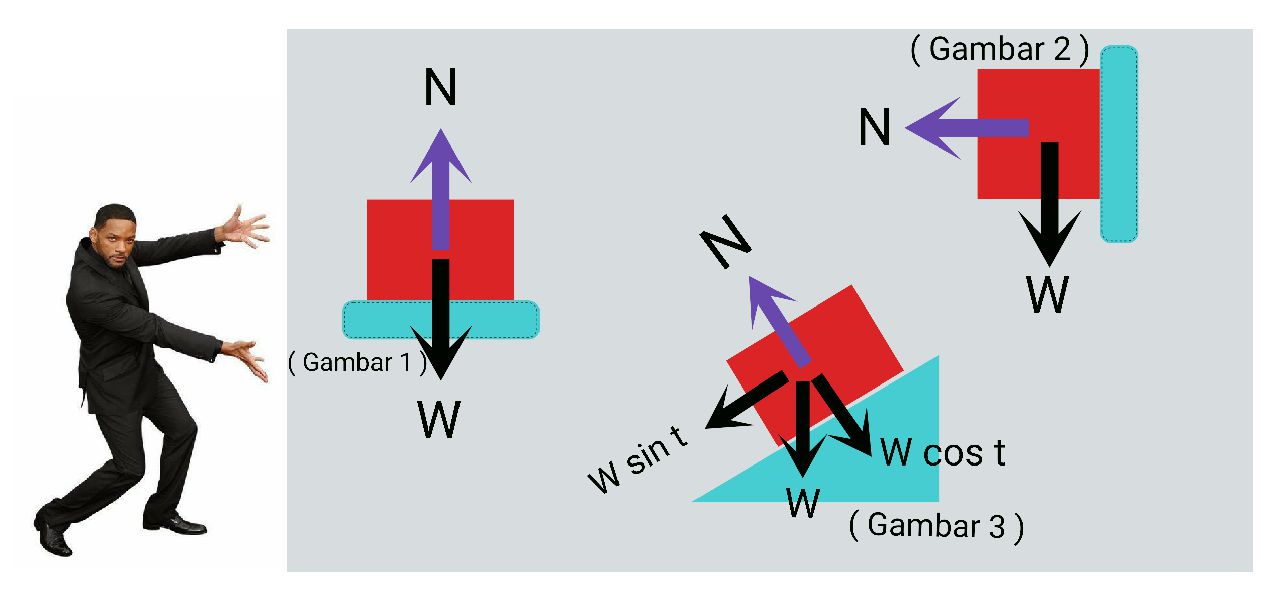 N
( Gambar 1 )
W
( Gambar 2 )
N
W
N
W sin t
W cos t
W
( Gambar 3 )